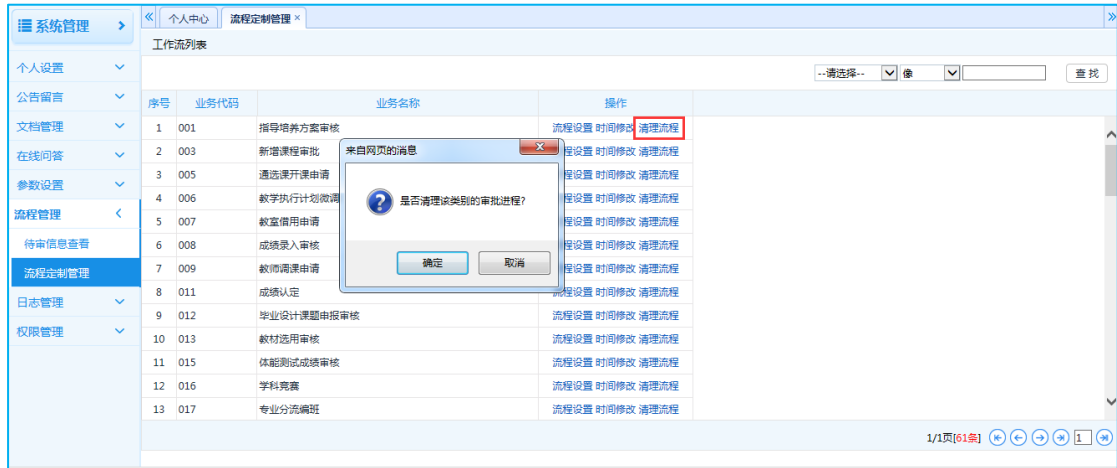 系统管理
个人中心 流程定制管理 ×
工作流列表
个人设置
公告留言
文档管理
在线问答
参数设置
流程管理
待审信息查看
流程定制管理
日志管理
权限管理
--请选择-- 像 查 找
序号 业务代码 业务名称 操作
1 001 指导培养方案审核 流程设置 时间修改 清理流程
2 003 新增课程审批 程设置 时间修改 清理流程
3 005 通选课开课申请 程设置 时间修改 清理流程
4 006 教学执行计划微调 程设置 时间修改 清理流程
5 007 教室借用申请 程设置 时间修改 清理流程
6 008 成绩录入审核 程设置 时间修改 清理流程
7 009 教师调课申请 程设置 时间修改 清理流程
8 011 成绩认定 流程设置 时间修改 清理流程
9 012 毕业设计课题申报审核 流程设置 时间修改 清理流程
10 013 教材选用审核 流程设置 时间修改 清理流程
11 015 体能测试成绩审核 流程设置 时间修改 清理流程
12 016 学科竞赛 流程设置 时间修改 清理流程
13 017 专业分流编班 流程设置 时间修改 清理流程
来自网页的消息
是否清理该类别的审批进程?
确定 取消
1/1页[61条] 1